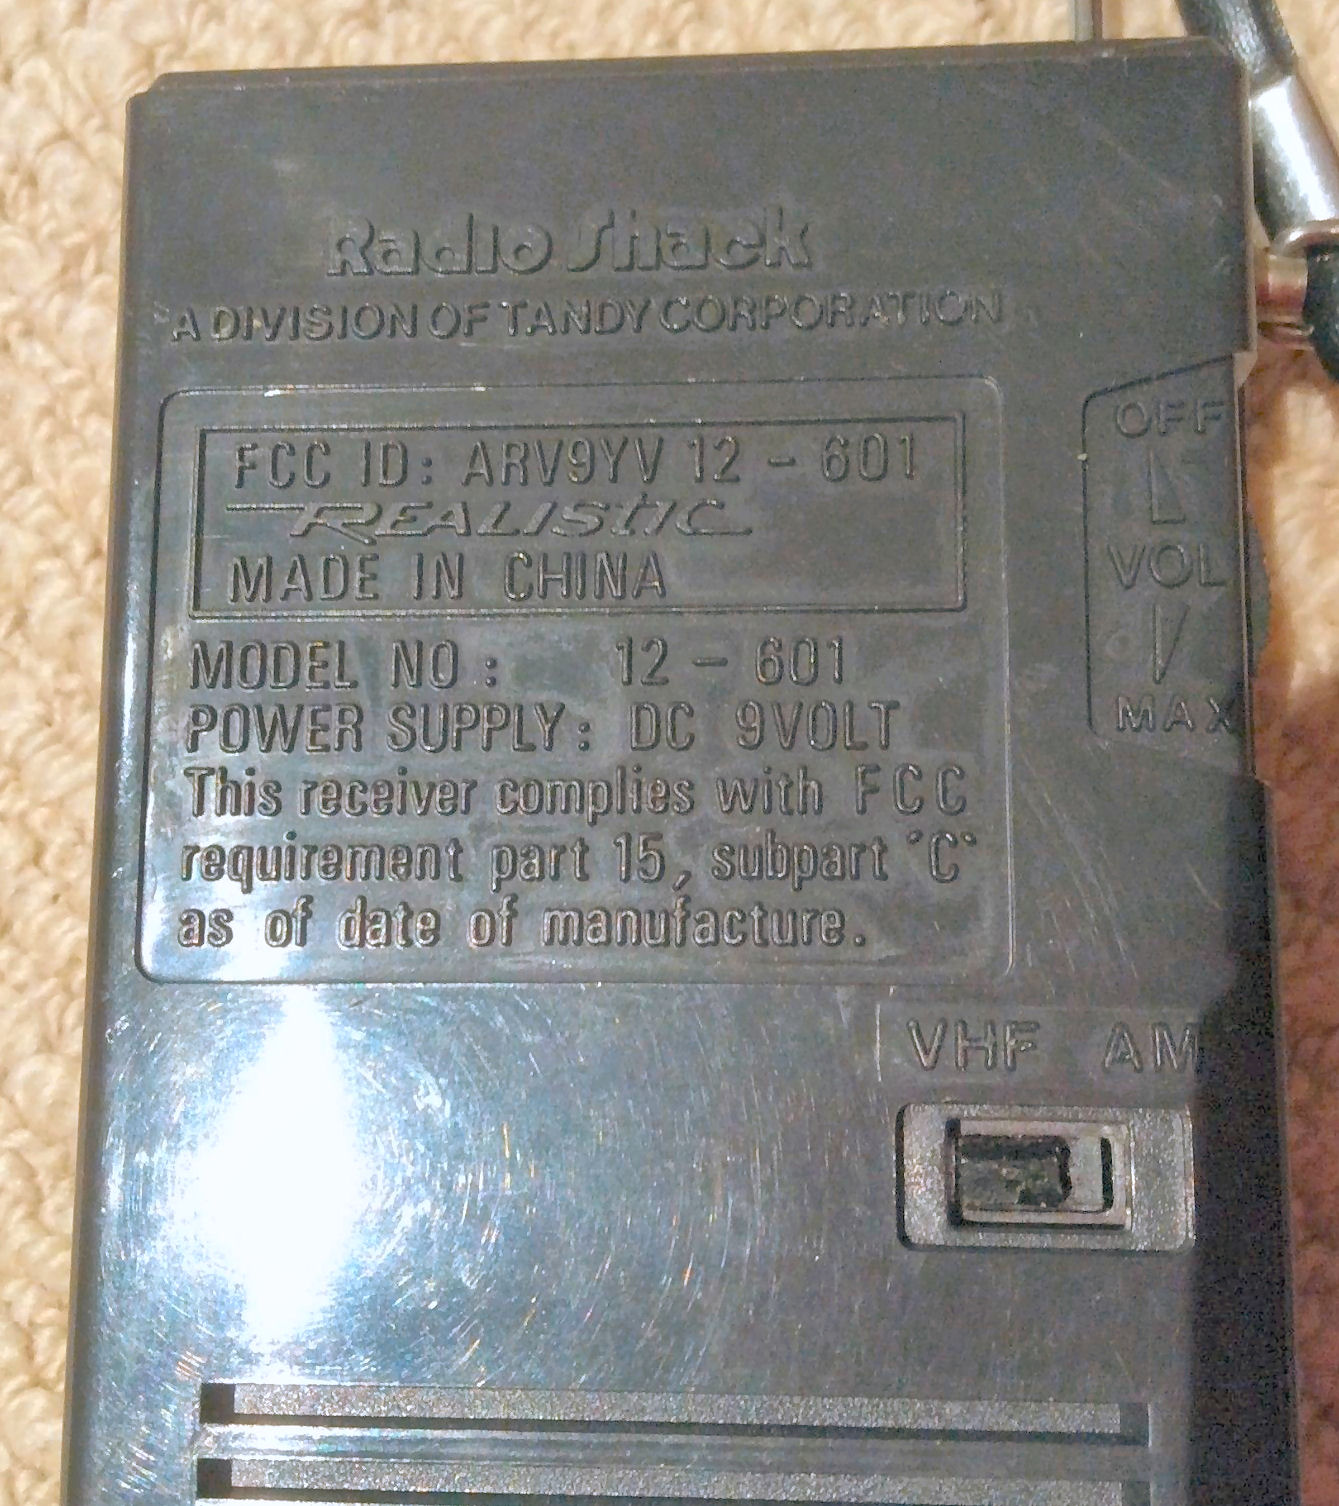 Radio Shack
A DIVISION OF TANDY CORPORATION
FCC ID: ARV9YV 12 - 601
REALISTIC
MADE IN CHINA
MODEL NO : 12 - 601
POWER SUPPLY : DC 9VOLT
This receiver complies with FCC
requirement part 15, subpart "C"
as of date of manufacture.
OFF
VOL
MAX
VHF AM